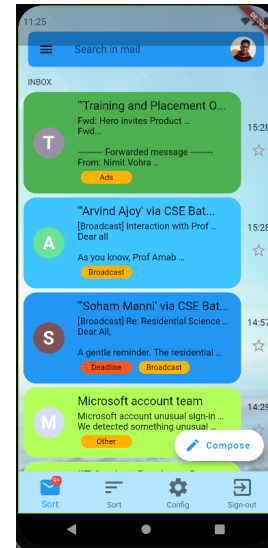 11:25
DEBUG
Search in mail
INBOX
"Training and Placement O...
Fwd: Hero invites Product ...
Fwd...
15:28
---------- Forwarded message ---------
From: Nimit Vohra ...
Ads
T
"'Arvind Ajoy' via CSE Bat...
[Broadcast] Interaction with Prof ...
Dear all
15:28
As you know, Prof Arnab ...
Broadcast
A
"'Soham Manni' via CSE Bat...
[Broadcast] Re: Residential Science ...
Dear All,
14:57
A gentle reminder, The residential ...
Deadline Broadcast
S
Microsoft account team
Microsoft account unusual sign-in ...
We detected something unusual ...
14:29
Other
M
Compose
9+
Sort Sort Config Sign-out